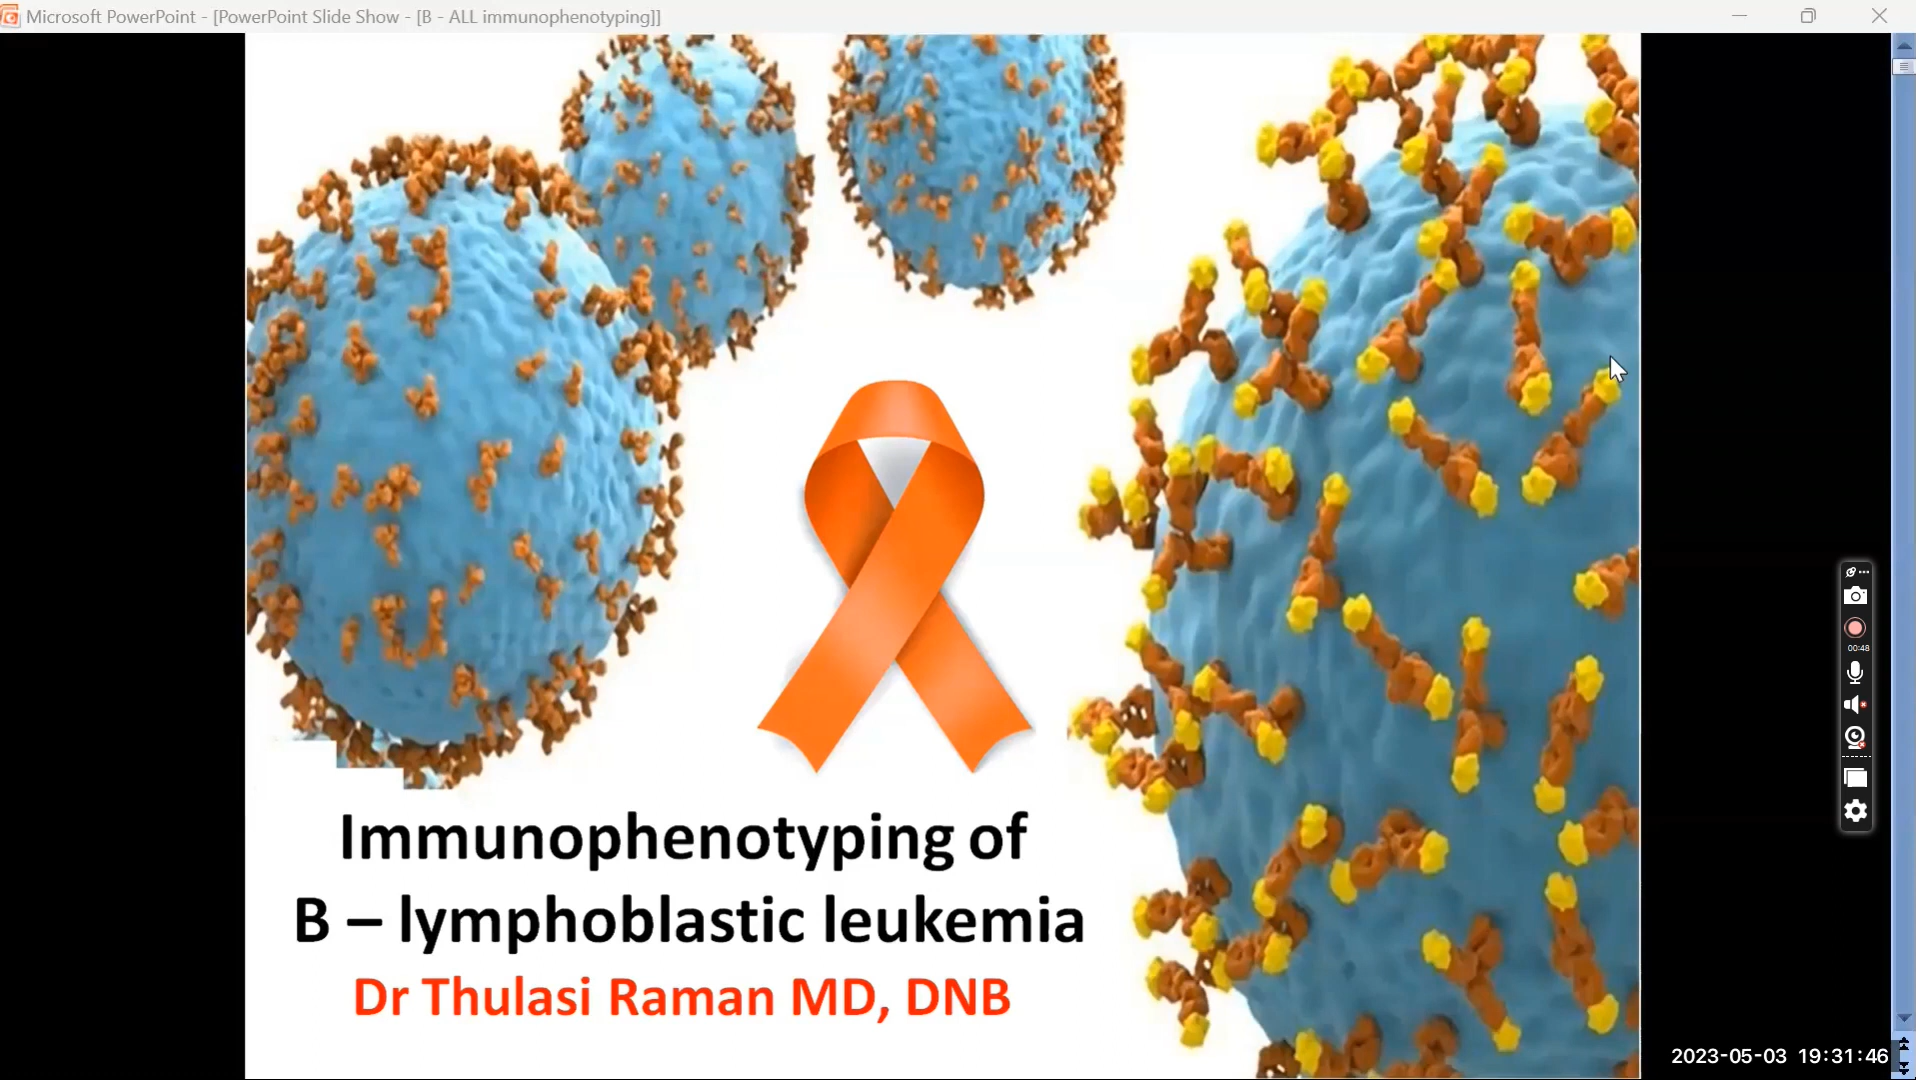 Microsoft PowerPoint - [PowerPoint Slide Show - [B - ALL immunophenotyping]]
00:48
Immunophenotyping of
B – lymphoblastic leukemia
Dr Thulasi Raman MD, DNB
2023-05-03 19:31:46